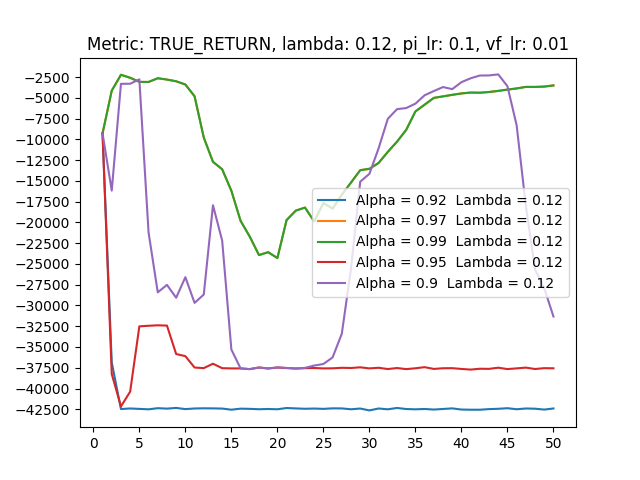 Metric: TRUE_RETURN, lambda: 0.12, pi_lr: 0.1, vf_lr: 0.01
−2500
−5000
−7500
−10000
−12500
−15000
−17500
−20000
−22500
−25000
−27500
−30000
−32500
−35000
−37500
−40000
−42500
Alpha = 0.92 Lambda = 0.12
Alpha = 0.97 Lambda = 0.12
Alpha = 0.99 Lambda = 0.12
Alpha = 0.95 Lambda = 0.12
Alpha = 0.9 Lambda = 0.12
0 5 10 15 20 25 30 35 40 45 50